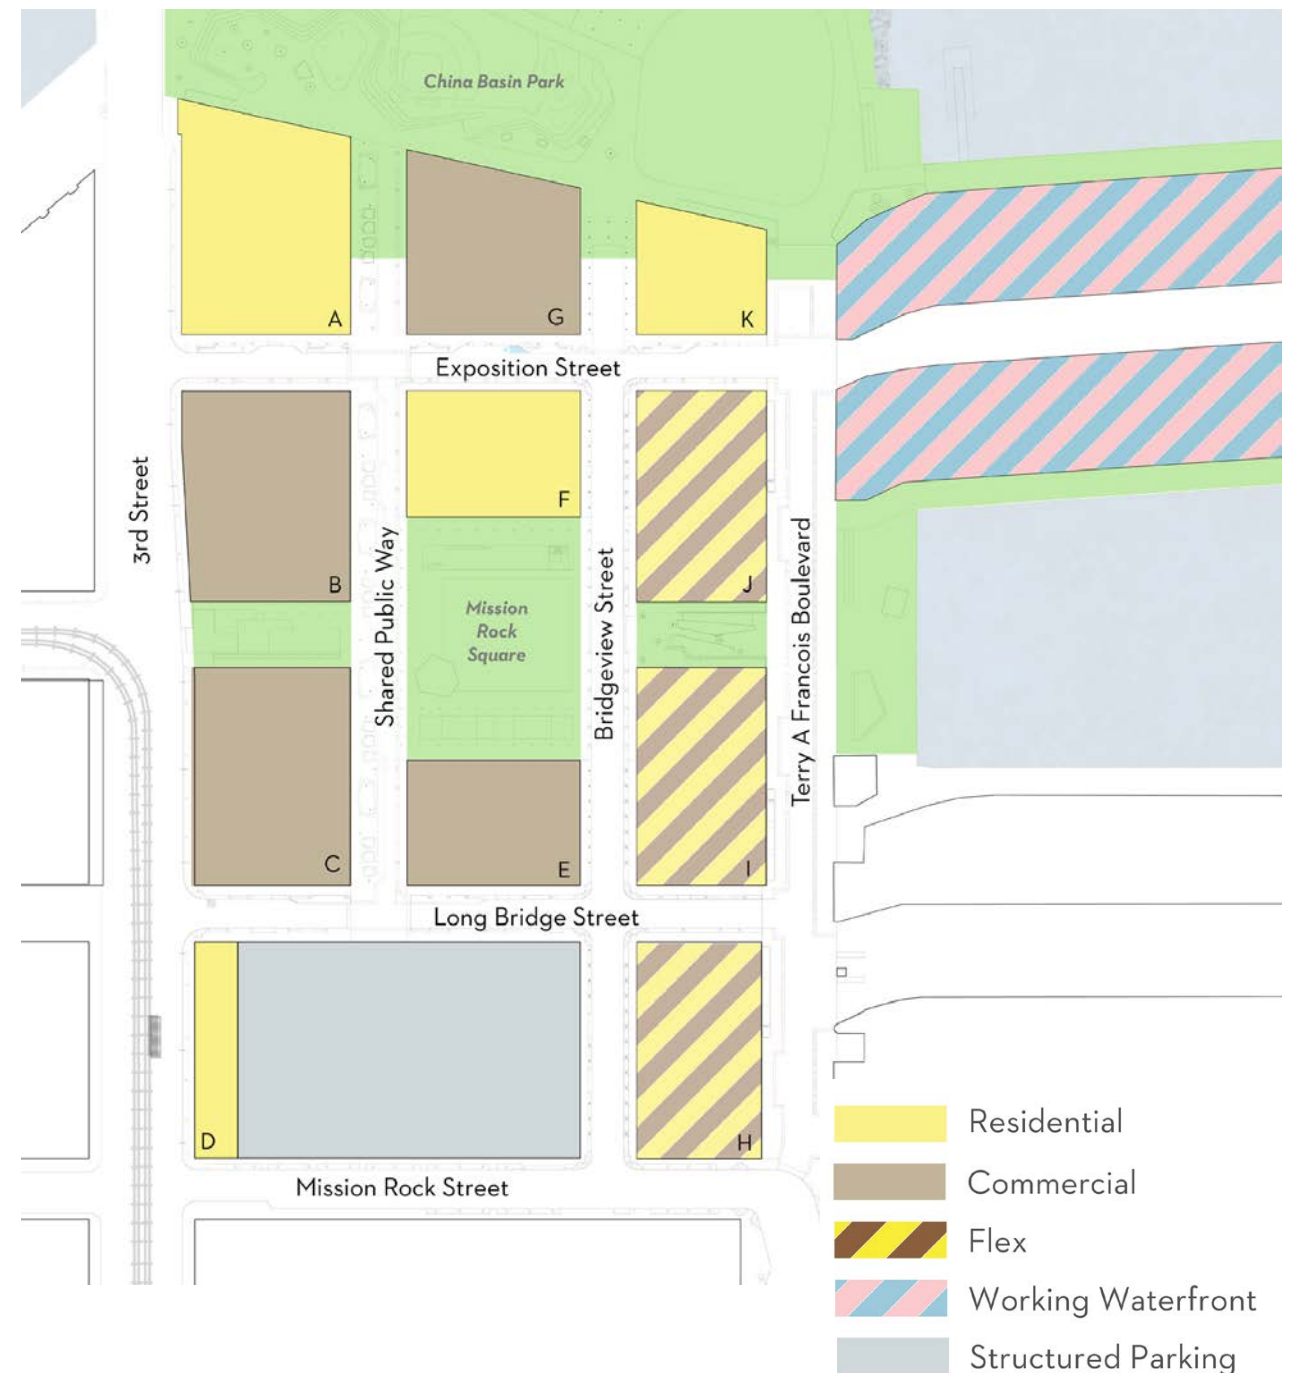 China Basin Park
A
G
K
Exposition Street
3rd Street
B
Shared Public Way
F
Mission
Rock
Square
Bridgeview Street
J
Terry A Francois Boulevard
C
E
I
Long Bridge Street
D
H
Mission Rock Street
Residential
Commercial
Flex
Working Waterfront
Structured Parking